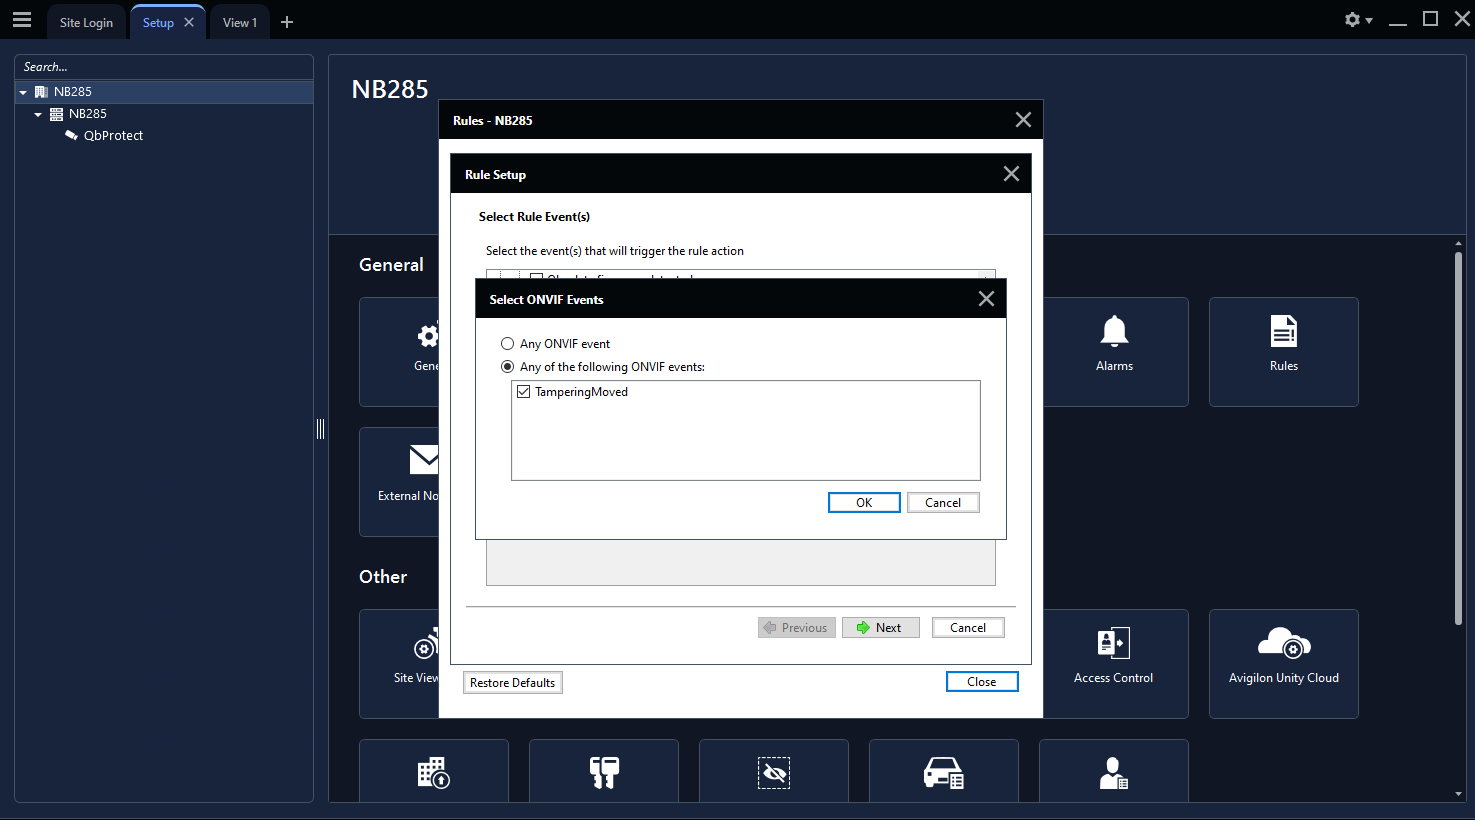 Site Login
Setup
View 1
Search...
NB285
NB285
QbProtect
NB285
Rules - NB285
Rule Setup
Select Rule Event(s)
Select the event(s) that will trigger the rule action
Select ONVIF Events
Any ONVIF event
Any of the following ONVIF events:
TamperingMoved
OK
Cancel
Previous
Next
Cancel
Restore Defaults
Close
General
Gene
Alarms
Rules
External No
Other
Site View
Access Control
Avigilon Unity Cloud